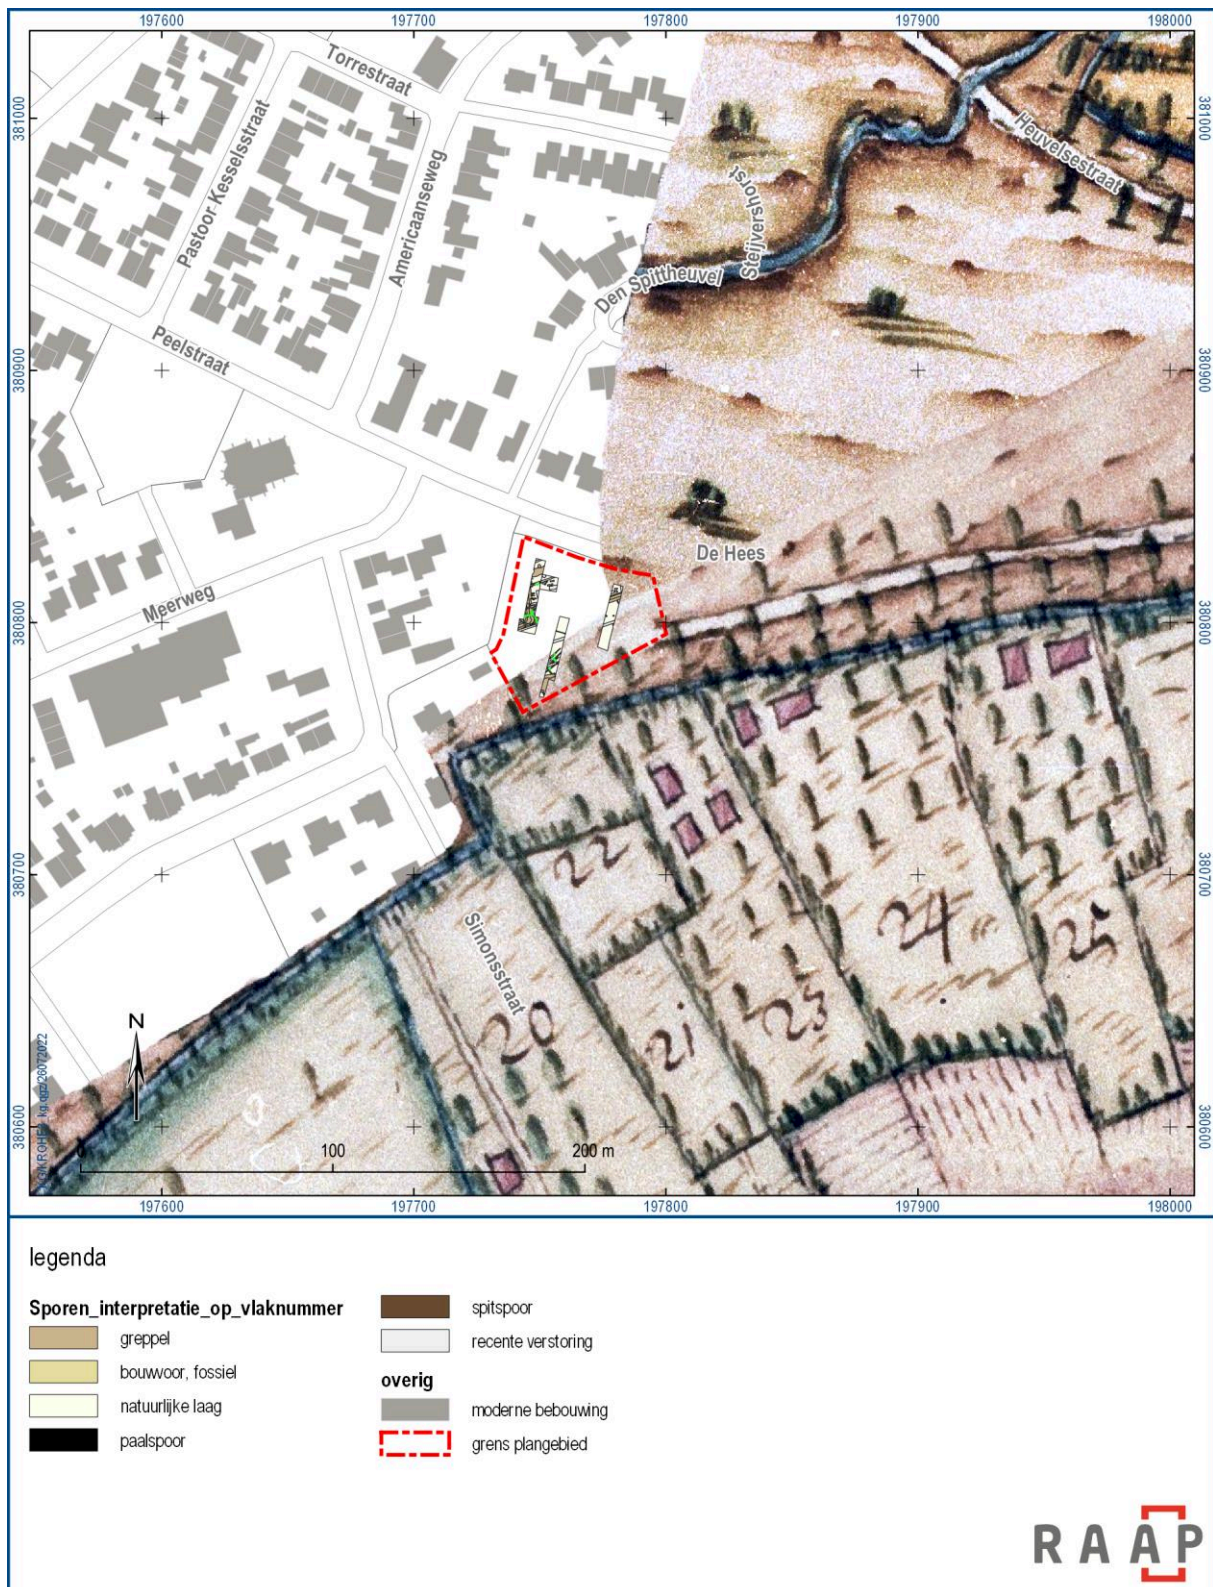 197600 197700 197800 197900 198000
381000
381000
Torrestraat
Pastoor Kesselsstraat
Americaanseweg
Heuvelsestraat
Steijvershorst
Den Spittheuvel
Peelstraat
380900
380900
De Hees
Meerweg
380800
380800
22
24
25
380700
380700
Simonsstraat
20
21
23
N
380600
380600
0 100 200 m
197600 197700 197800 197900 198000
legenda
Sporen_interpretatie_op_vlaknummer
greppel
bouwvoor, fossiel
natuurlijke laag
paalspoor
spitspoor
recente verstoring
overig
moderne bebouwing
grens plangebied
RAAP